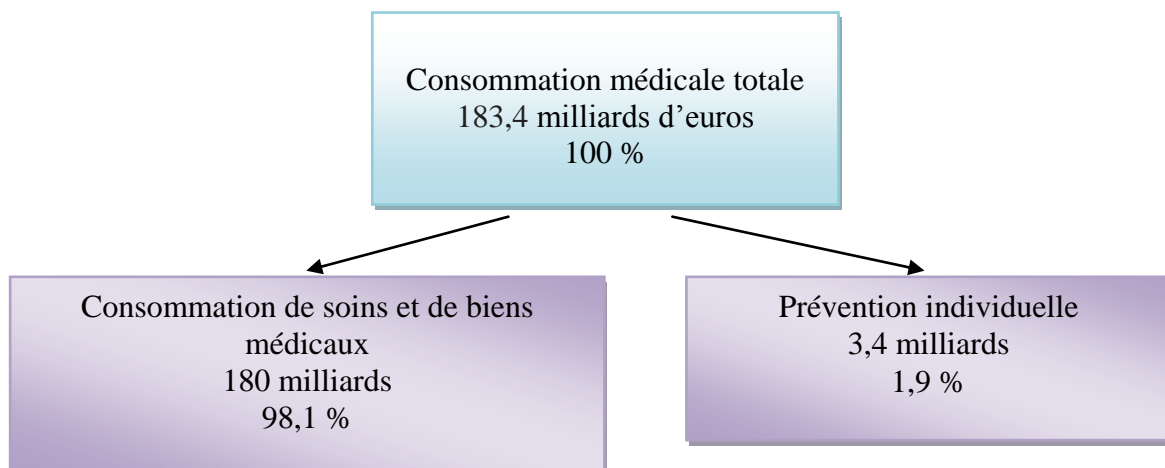 Consommation médicale totale
183,4 milliards d’euros
100 %
Consommation de soins et de biens
médicaux
180 milliards
98,1 %
Prévention individuelle
3,4 milliards
1,9 %